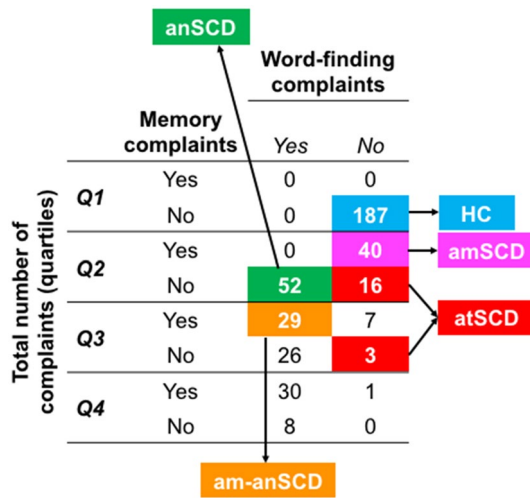 anSCD
Word-finding
complaints
Memory
complaints Yes No
Total number of
complaints (quartiles)
Q1 Yes 0 0
No 0 187 HC
Q2 Yes 0 40 amSCD
No 52 16
atSCD
Q3 Yes 29 7
No 26 3
Q4 Yes 30 1
No 8 0
am-anSCD